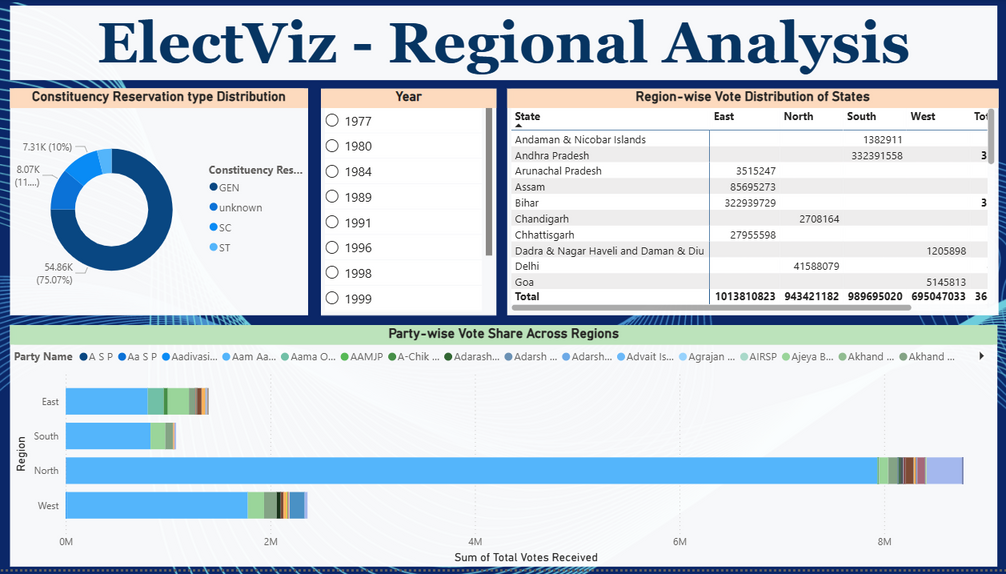 ElectViz - Regional Analysis
Constituency Reservation type Distribution
7.31K (10%)
8.07K
(11....)
54.86K
(75.07%)
Constituency Res...
GEN
unknown
SC
ST
Year
1977
1980
1984
1989
1991
1996
1998
1999
Region-wise Vote Distribution of States
State East North South West Tot
Andaman & Nicobar Islands 1382911
Andhra Pradesh 332391558 3
Arunachal Pradesh 3515247
Assam 85695273
Bihar 322939729 3
Chandigarh 2708164
Chhattisgarh 27955598
Dadra & Nagar Haveli and Daman & Diu 1205898
Delhi 41588079
Goa 5145813
Total 1013810823 943421182 989695020 695047033 36
Party-wise Vote Share Across Regions
Party Name A S P Aa S P Aadivasi... Aam Aa... Aama O... AAMJP A-Chik ... Adarash... Adarsh ... Adarsh... Advait Is... Agrajan ... AIRSP Ajeya B... Akhand ... Akhand ...
Region
East
South
North
West
0M 2M 4M 6M 8M
Sum of Total Votes Received